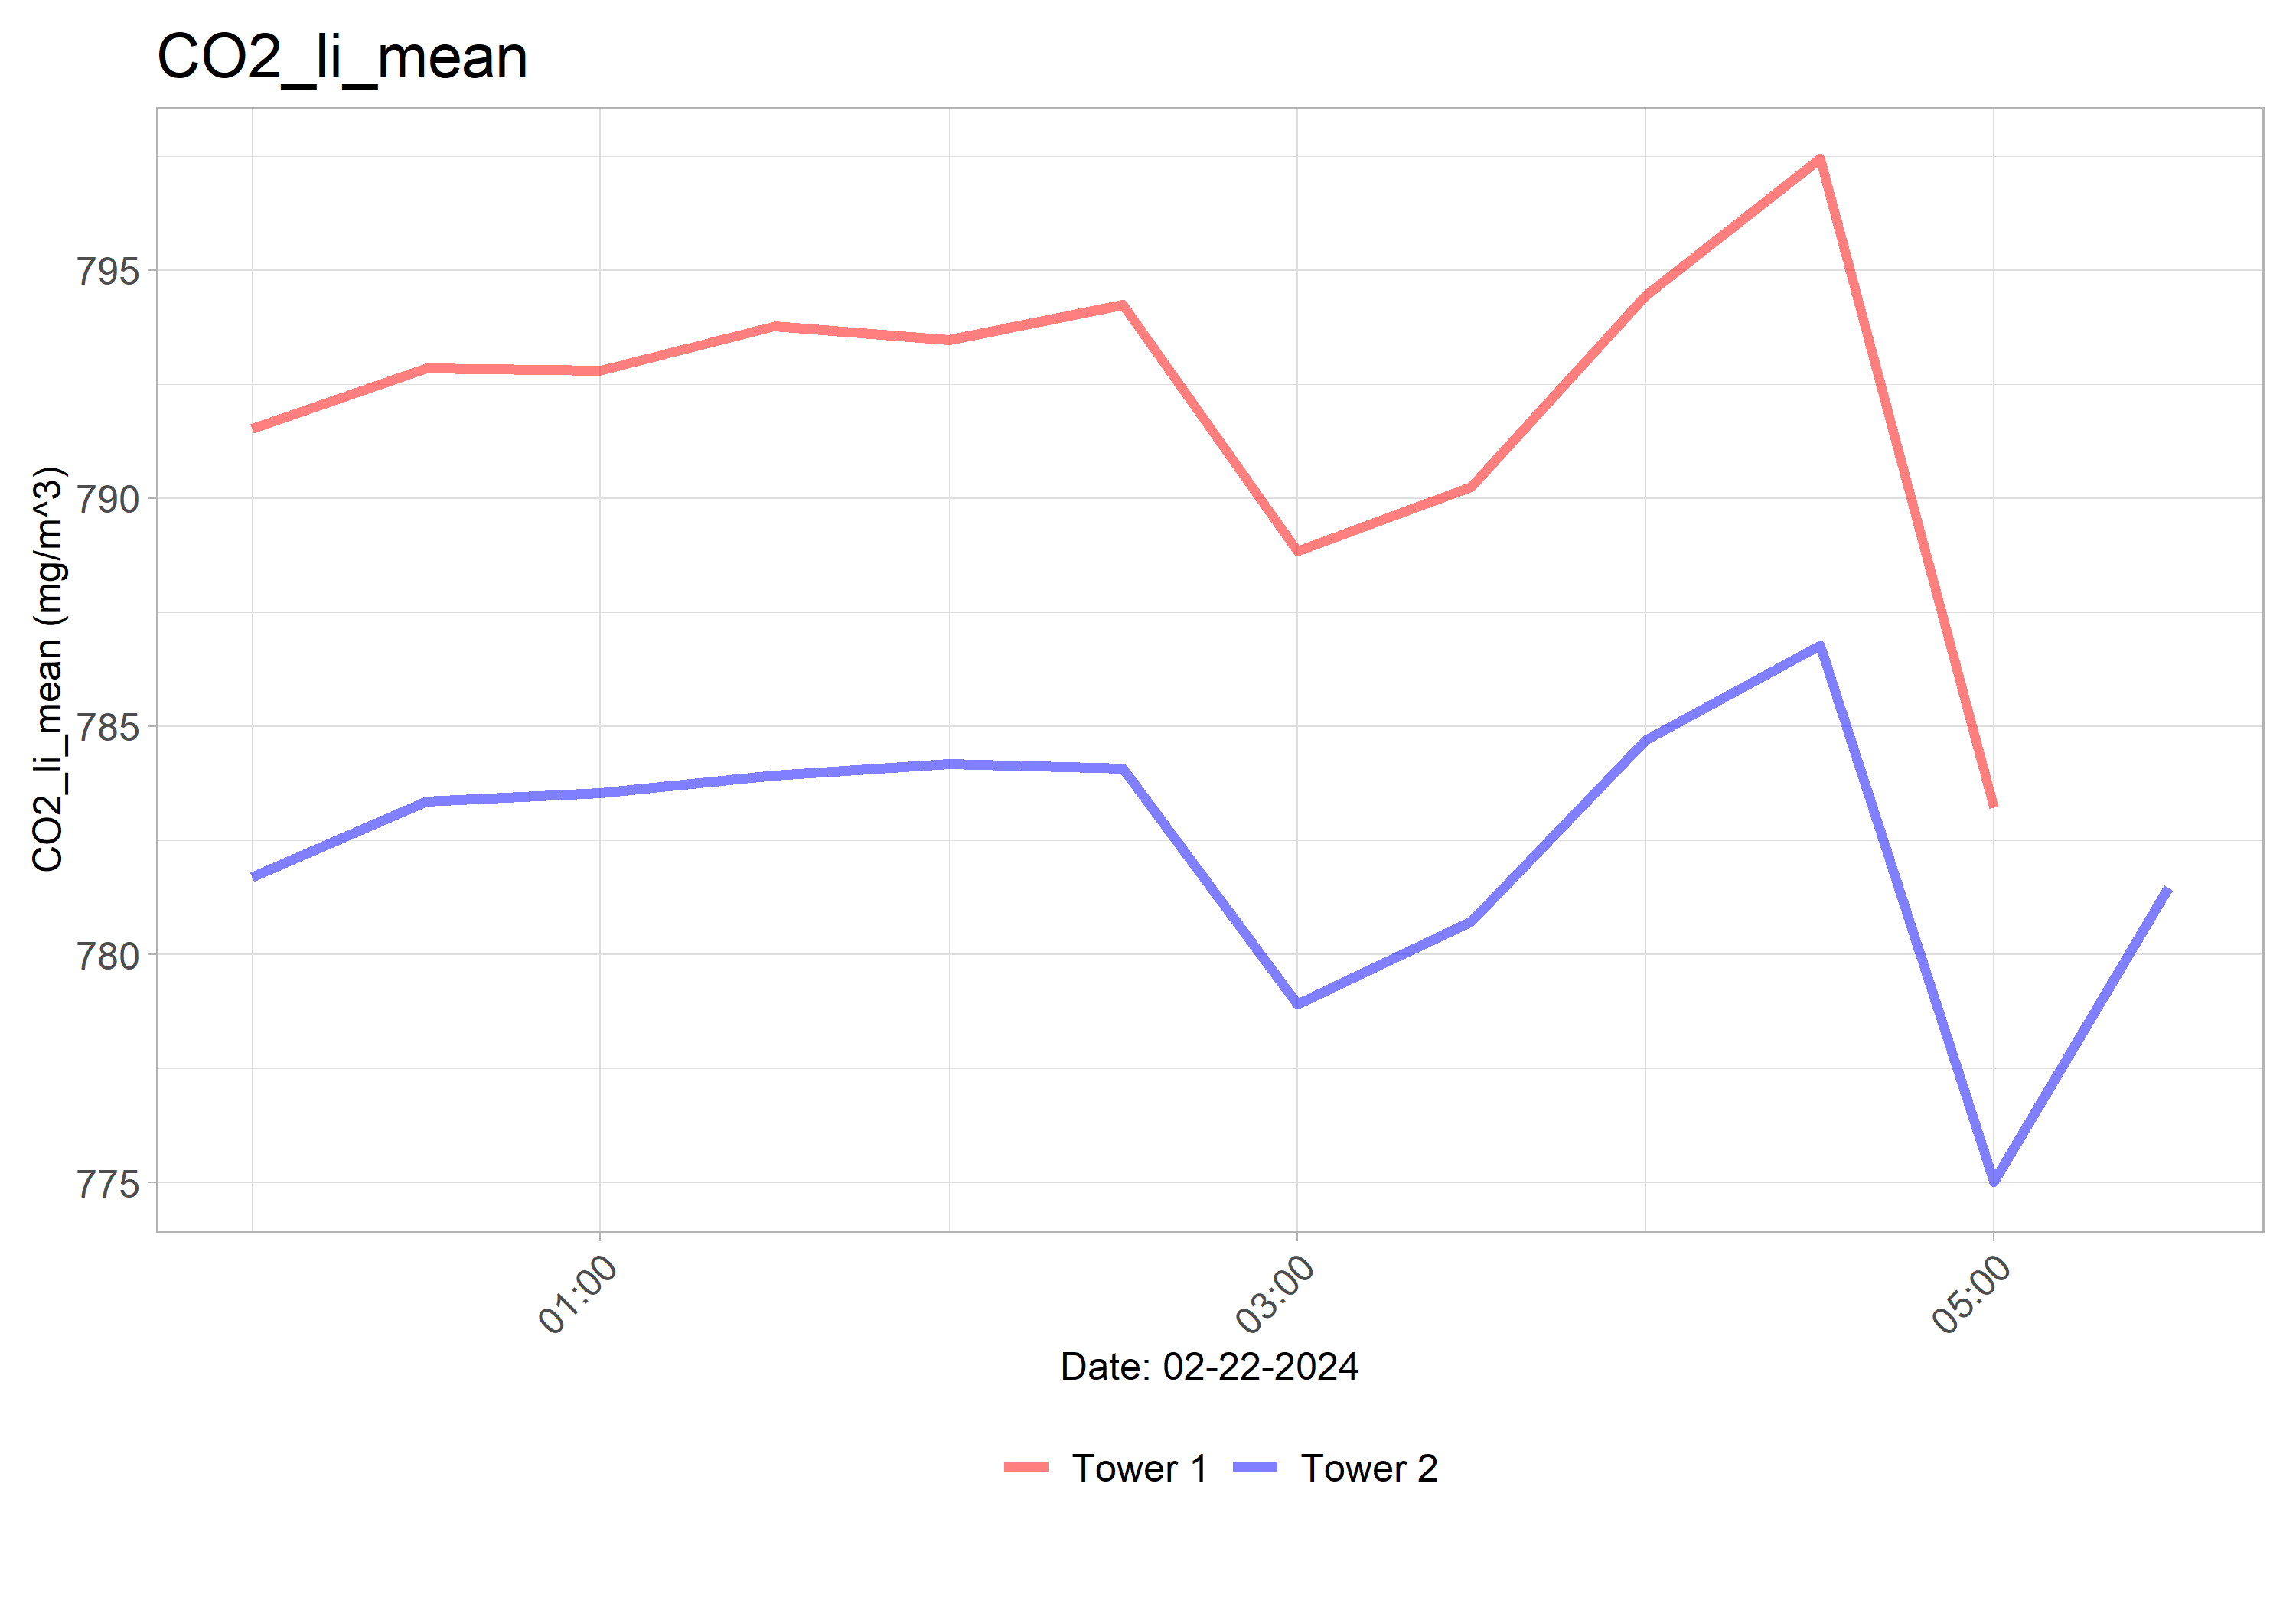 CO2_li_mean
CO2_li_mean (mg/m^3)
795
790
785
780
775
01:00
03:00
05:00
Date: 02-22-2024
Tower 1
Tower 2